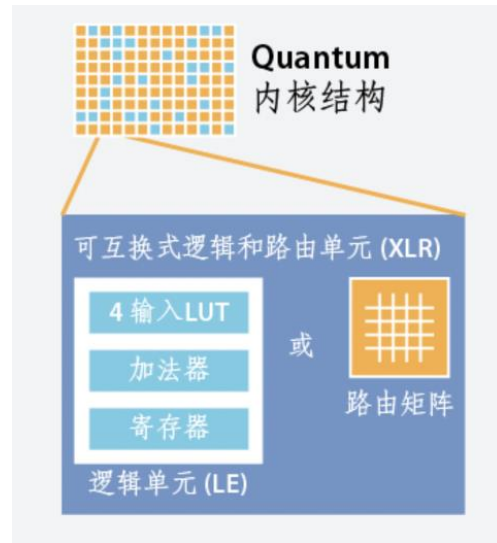 Quantum
内核结构
可互换式逻辑和路由单元 (XLR)
4 输入LUT
加法器
寄存器
逻辑单元 (LE)
或
路由矩阵